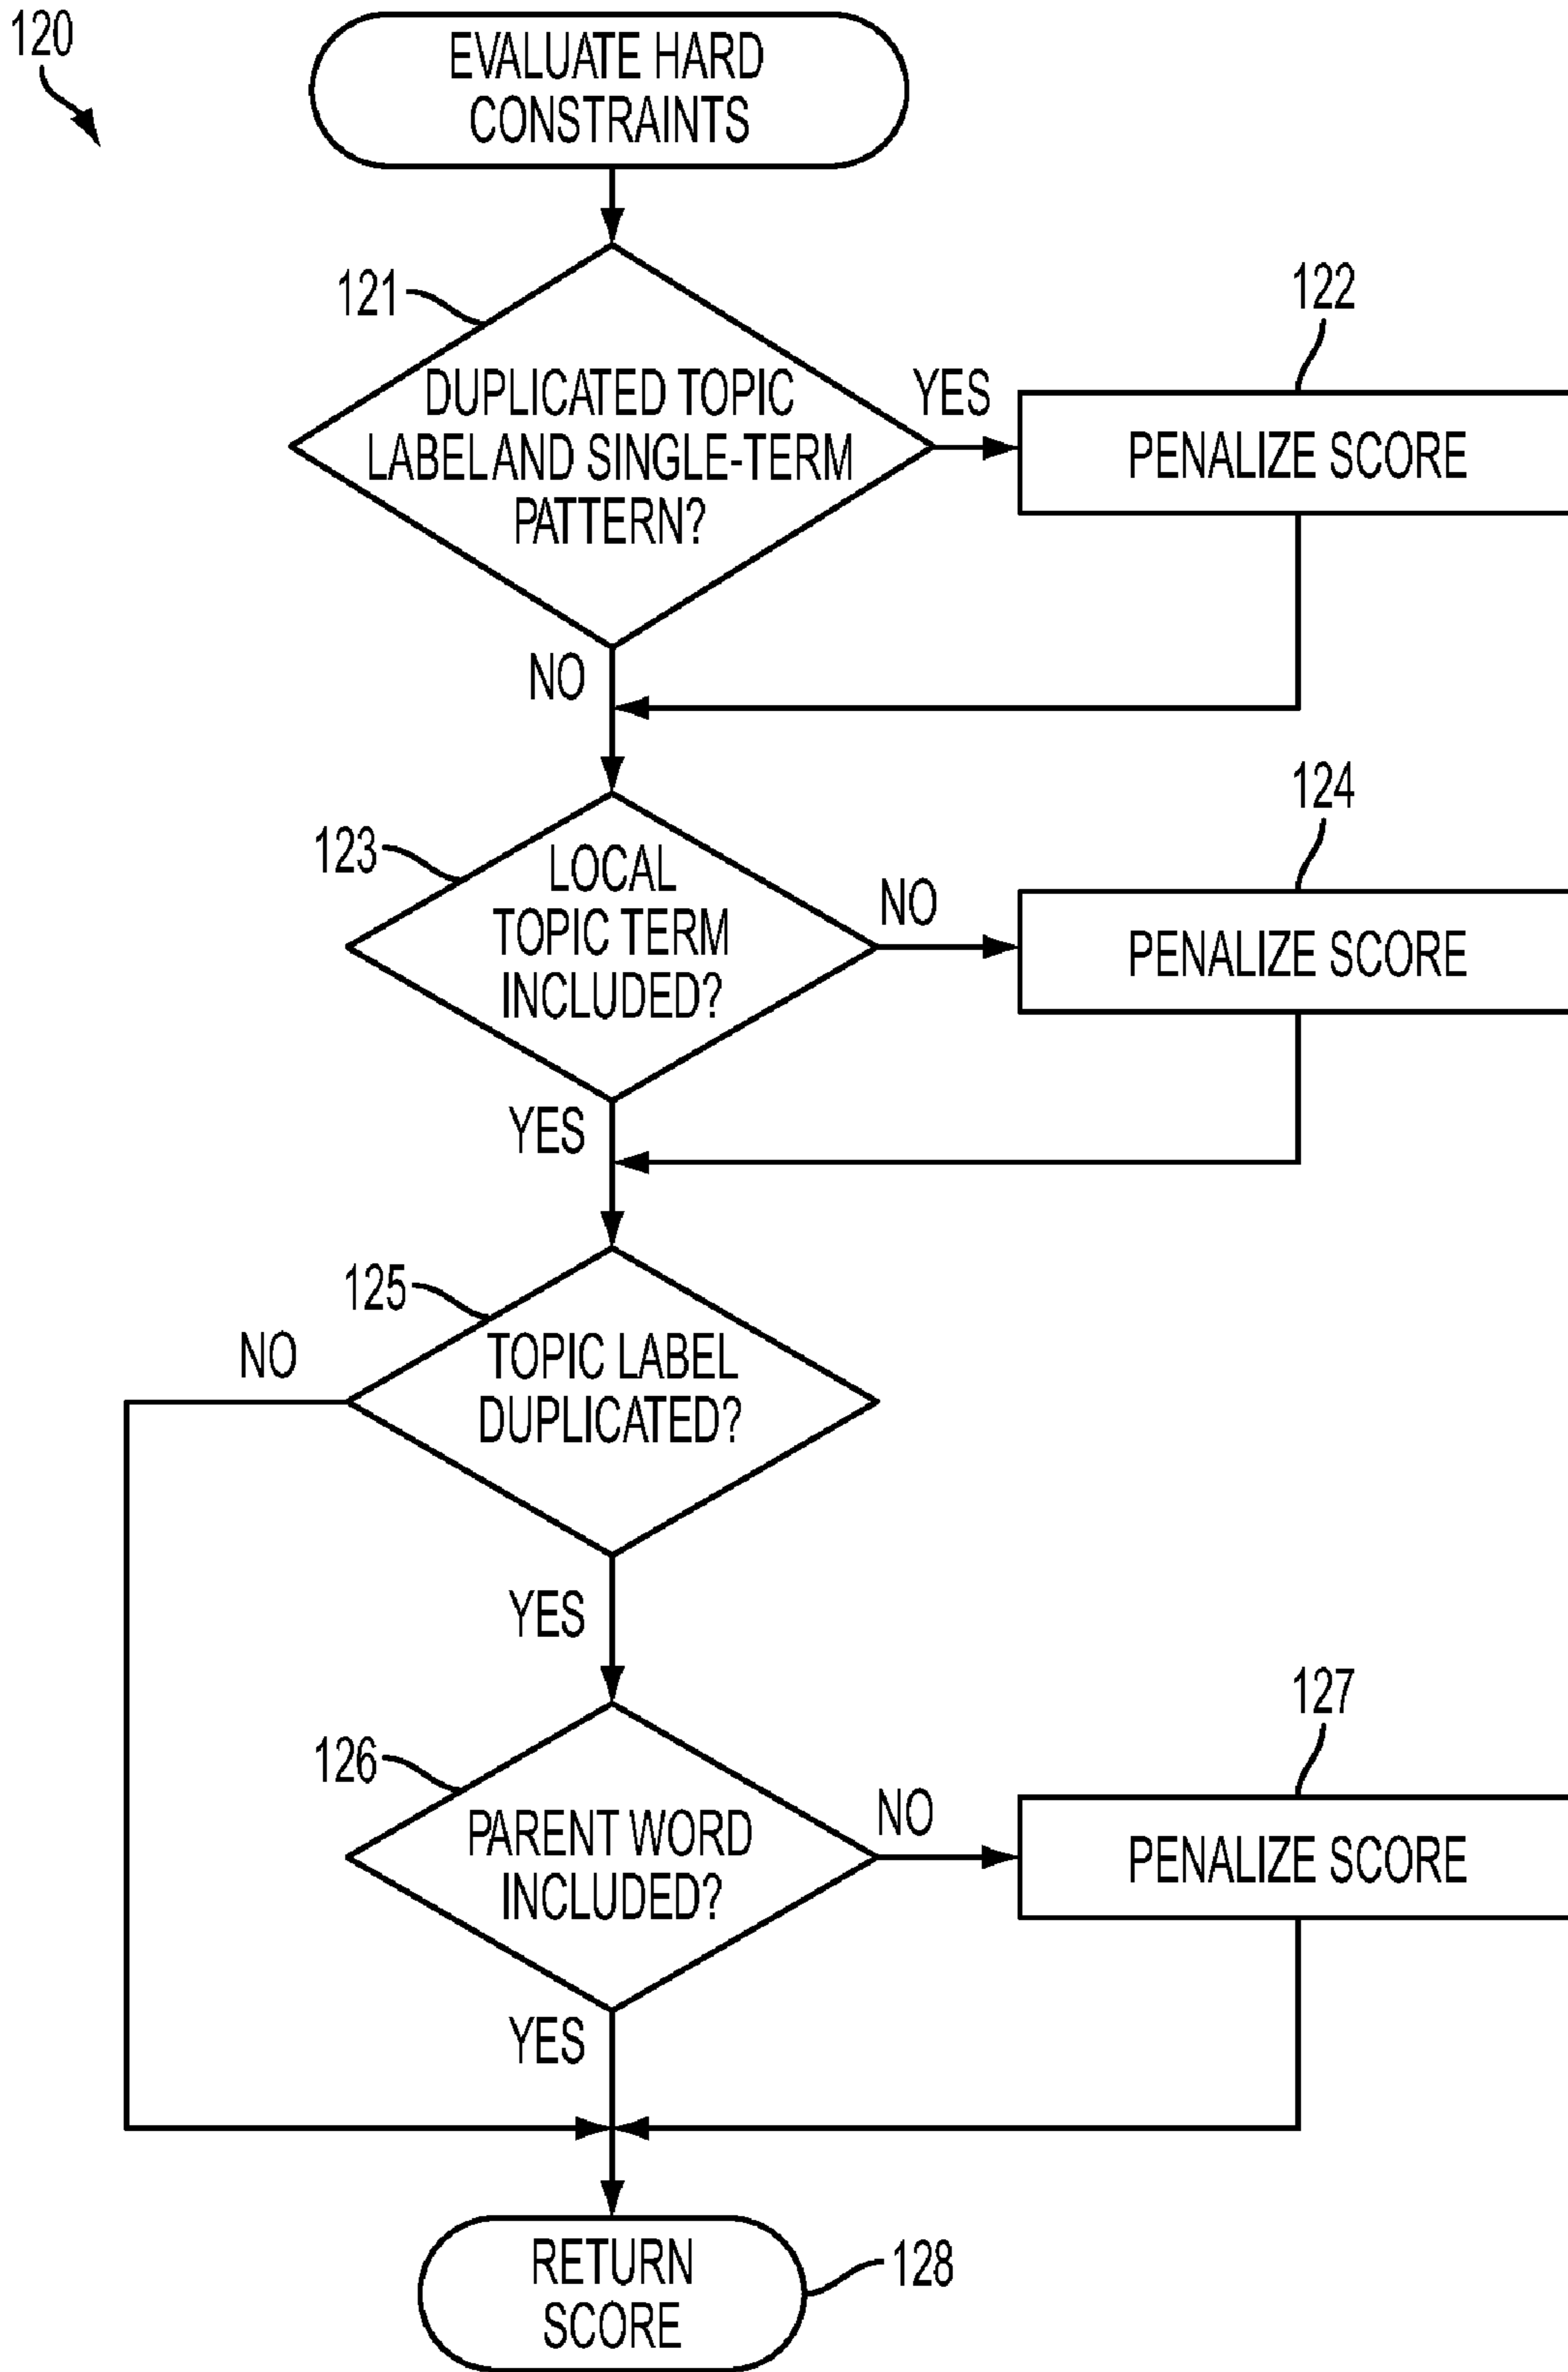 120
EVALUATE HARD
CONSTRAINTS
121
DUPLICATED TOPIC
LABEL AND SINGLE-TERM
PATTERN?
YES
122
PENALIZE SCORE
NO
123
LOCAL
TOPIC TERM
INCLUDED?
NO
124
PENALIZE SCORE
YES
125
NO
TOPIC LABEL
DUPLICATED?
YES
126
PARENT WORD
INCLUDED?
NO
127
PENALIZE SCORE
YES
RETURN
SCORE
128